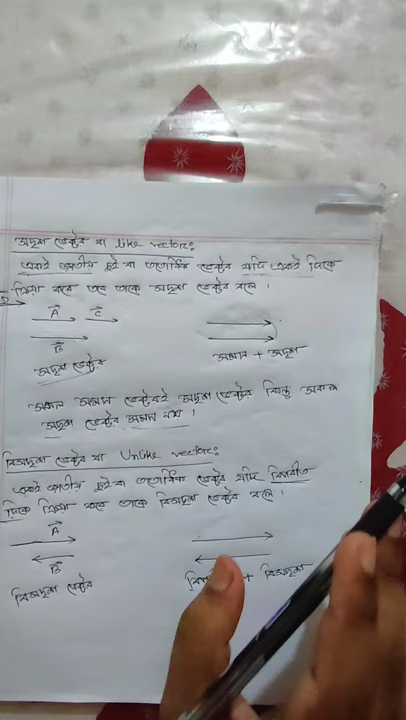 সদৃশ ভেক্টর বা Like vector:
একই জাতীয় দুই বা ততোধিক ভেক্টর যদি একই দিকে
ক্রিয়া করে তবে তাকে সদৃশ ভেক্টর বলে।
A C
B
সদৃশ ভেক্টর
সমান + সদৃশ
সকল সমান ভেক্টরই সদৃশ ভেক্টর কিন্তু সকল
সদৃশ ভেক্টর সমান নয়।
বিসদৃশ ভেক্টর বা Unlike vector:
একই জাতীয় দুই বা ততোধিক ভেক্টর যদি বিপরীত
দিকে ক্রিয়া করে তাকে বিসদৃশ ভেক্টর বলে।
A
B
বিসদৃশ ভেক্টর
+ বিসদৃশ